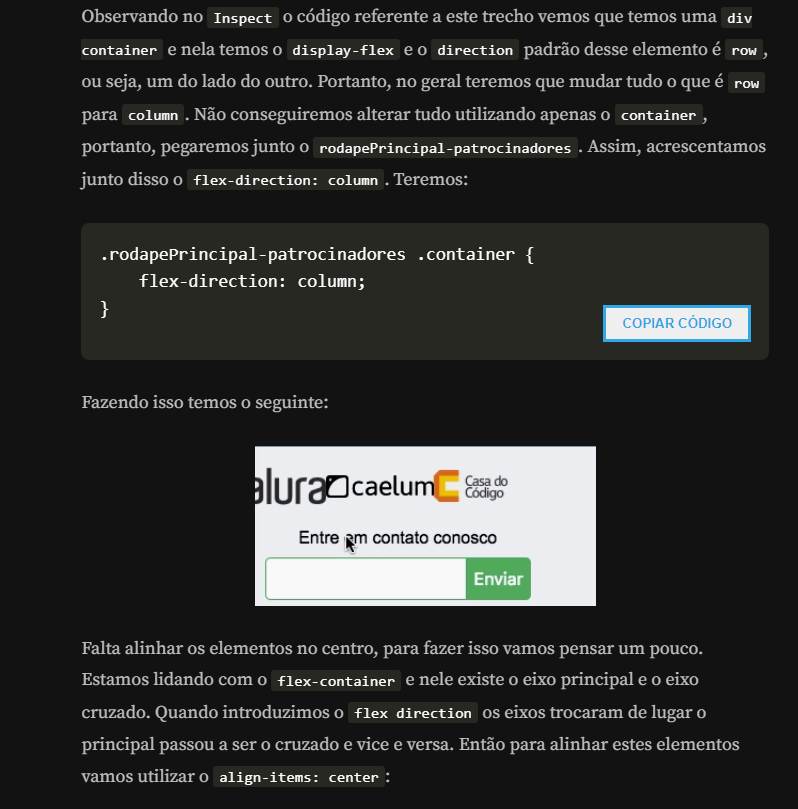 Observando no Inspect o código referente a este trecho vemos que temos uma div
container e nela temos o display-flex e o direction padrão desse elemento é row,
ou seja, um do lado do outro. Portanto, no geral teremos que mudar tudo o que é row
para column. Não conseguiremos alterar tudo utilizando apenas o container,
portanto, pegaremos junto o rodapePrincipal-patrocinadores. Assim, acrescentamos
junto disso o flex-direction: column. Teremos:
.rodapePrincipal-patrocinadores .container {
    flex-direction: column;
}
COPIAR CÓDIGO
Fazendo isso temos o seguinte:
alura caelum Casa do
Código
Entre em contato conosco
Enviar
Falta alinhar os elementos no centro, para fazer isso vamos pensar um pouco.
Estamos lidando com o flex-container e nele existe o eixo principal e o eixo
cruzado. Quando introduzimos o flex direction os eixos trocaram de lugar o
principal passou a ser o cruzado e vice e versa. Então para alinhar estes elementos
vamos utilizar o align-items: center: